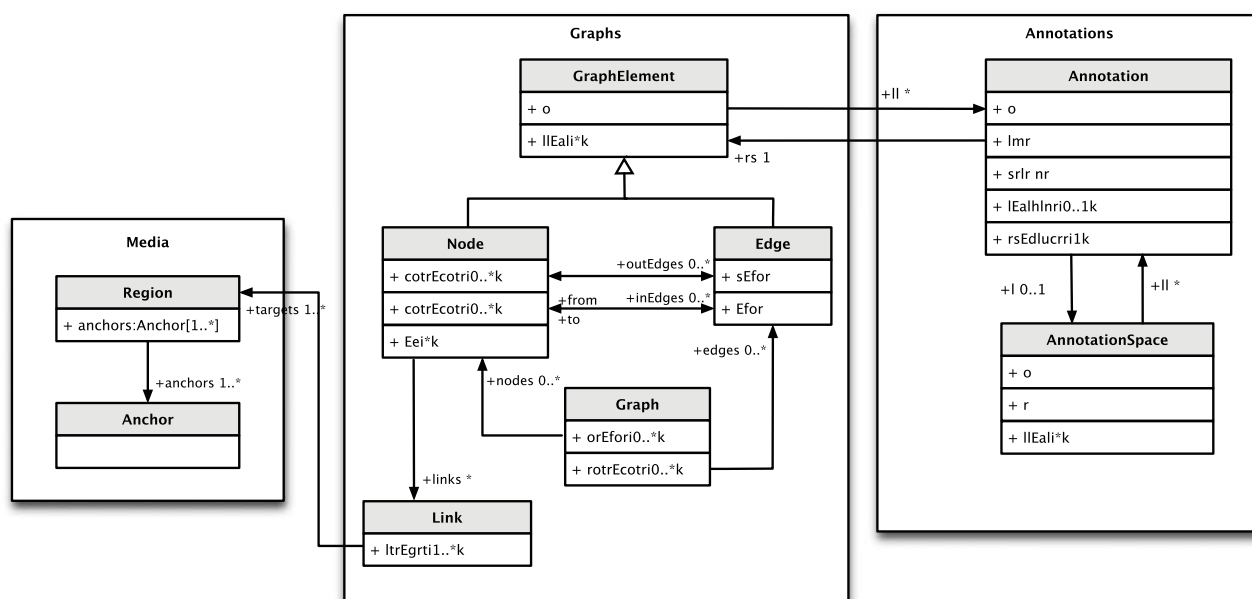 Graphs
Annotations
GraphElement
+ o
+ llEali*k
+ll *
+rs 1
Annotation
+ o
+ lmr
+ srlr nr
+ lEalhlnri0..1k
+ rsEdlucrri1k
Media
Region
+ anchors:Anchor[1..*]
+anchors 1..*
Anchor
+targets 1..*
Node
+ cotrEcotri0..*k
+ cotrEcotri0..*k
+ Eei*k
+outEdges 0..*
+from
+inEdges 0..*
+to
Edge
+ sEfor
+ Efor
+edges 0..*
+nodes 0..*
Graph
+ orEfori0..*k
+ rotrEcotri0..*k
+links *
Link
+ ltrEgrti1..*k
+l 0..1
+ll *
AnnotationSpace
+ o
+ r
+ llEali*k